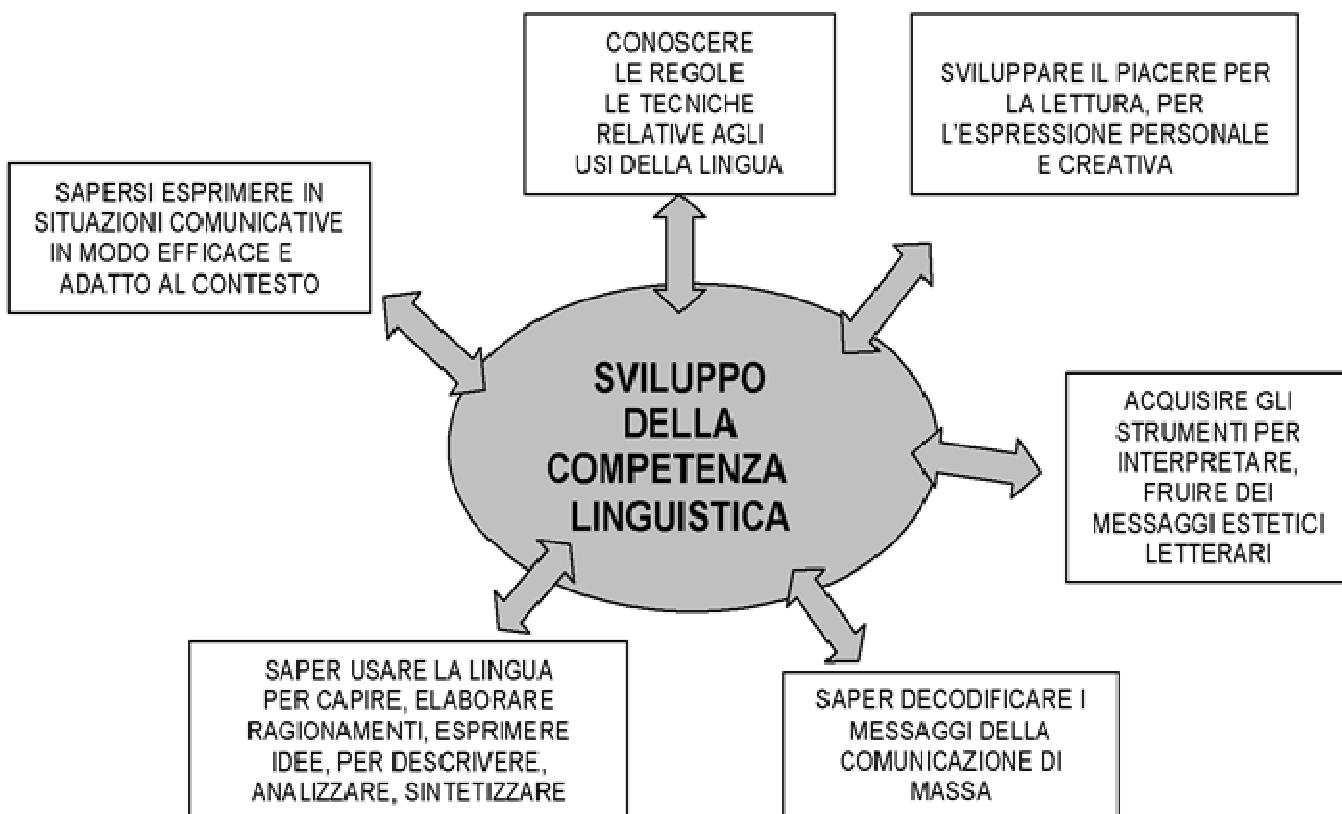 CONOSCERE
LE REGOLE
LE TECNICHE
RELATIVE AGLI
USI DELLA LINGUA
SVILUPPARE IL PIACERE PER
LA LETTURA, PER
L'ESPRESSIONE PERSONALE
E CREATIVA
SAPERSI ESPRIMERE IN
SITUAZIONI COMUNICATIVE
IN MODO EFFICACE E
ADATTO AL CONTESTO
SVILUPPO
DELLA
COMPETENZA
LINGUISTICA
ACQUISIRE GLI
STRUMENTI PER
INTERPRETARE,
FRUIRE DEI
MESSAGGI ESTETICI
LETTERARI
SAPER USARE LA LINGUA
PER CAPIRE, ELABORARE
RAGIONAMENTI, ESPRIMERE
IDEE, PER DESCRIVERE,
ANALIZZARE, SINTETIZZARE
SAPER DECODIFICARE I
MESSAGGI DELLA
COMUNICAZIONE DI
MASSA